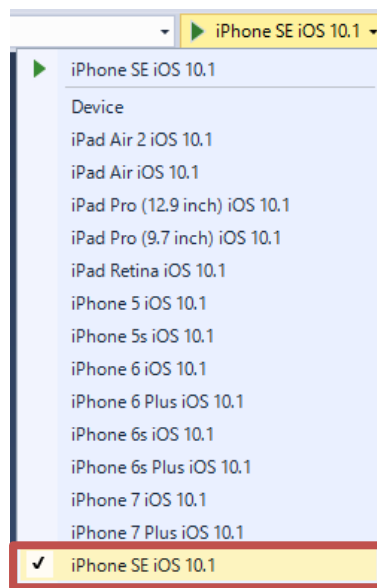 iPhone SE iOS 10.1
iPhone SE iOS 10.1
Device
iPad Air 2 iOS 10.1
iPad Air iOS 10.1
iPad Pro (12.9 inch) iOS 10.1
iPad Pro (9.7 inch) iOS 10.1
iPad Retina iOS 10.1
iPhone 5 iOS 10.1
iPhone 5s iOS 10.1
iPhone 6 iOS 10.1
iPhone 6 Plus iOS 10.1
iPhone 6s iOS 10.1
iPhone 6s Plus iOS 10.1
iPhone 7 iOS 10.1
iPhone 7 Plus iOS 10.1
iPhone SE iOS 10.1